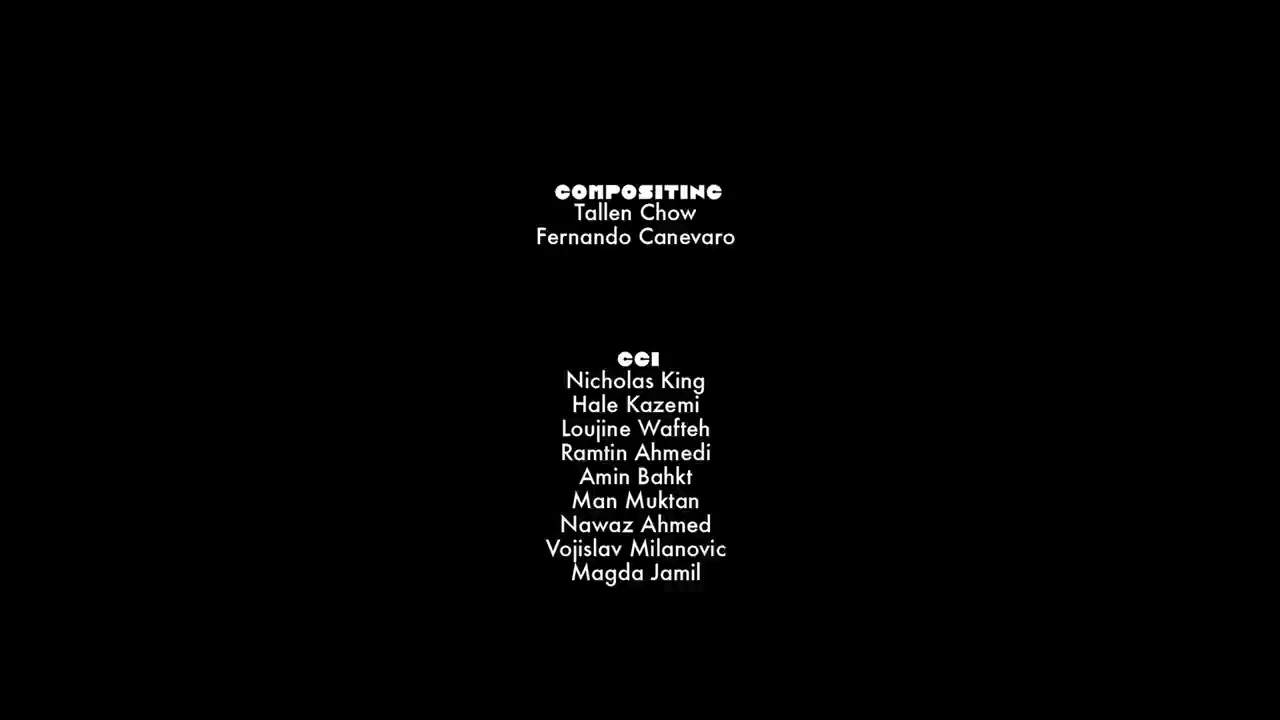 COMPOSITING
Tallen Chow
Fernando Canevaro
CGI
Nicholas King
Hale Kazemi
Loujine Wafteh
Ramtin Ahmedi
Amin Bahkt
Man Muktan
Nawaz Ahmed
Vojislav Milanovic
Magda Jamil